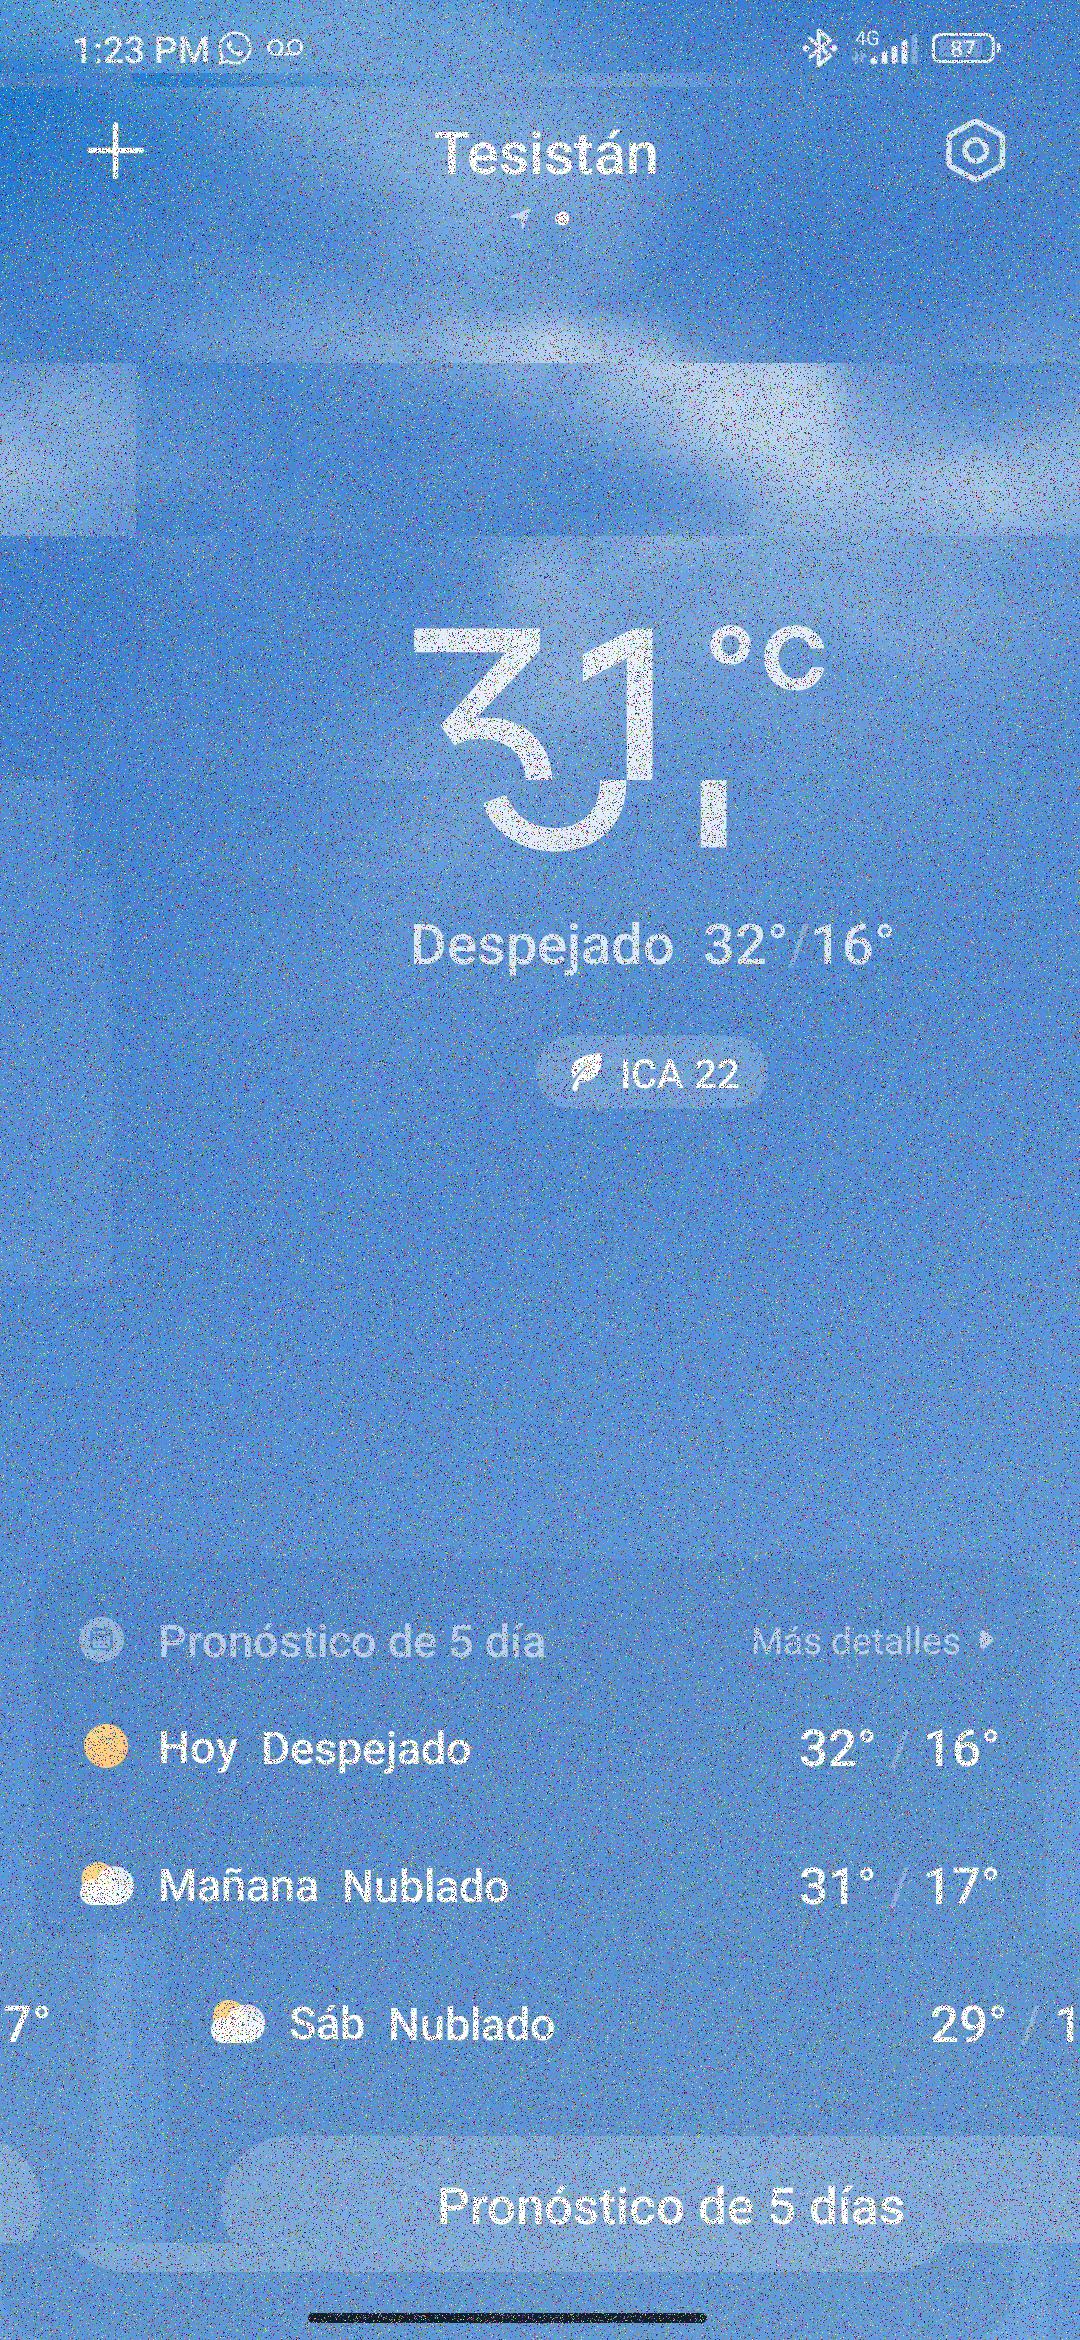 1:23 PM 4G 87
Tesistán
31°C
Despejado 32°/16°
ICA 22
Pronóstico de 5 día Más detalles
Hoy Despejado 32° / 16°
Mañana Nublado 31° / 17°
7° Sáb Nublado 29° / 1
Pronóstico de 5 días